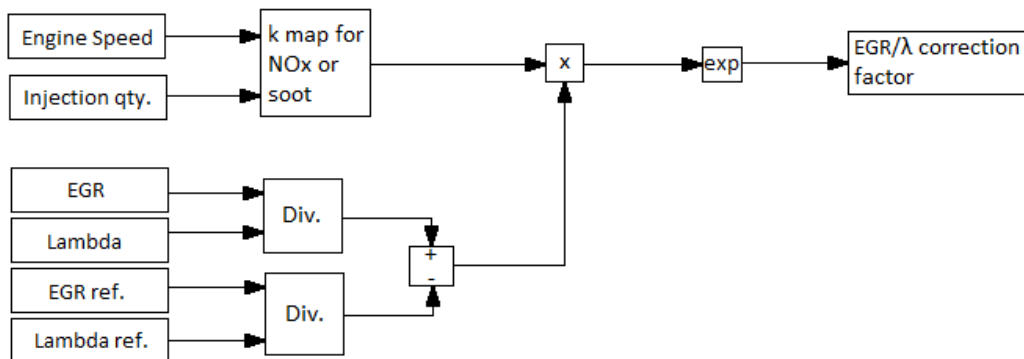 Engine Speed
Injection qty.
k map for
NOx or
soot
x
exp
EGR/λ correction
factor
EGR
Lambda
Div.
+
-
EGR ref.
Lambda ref.
Div.